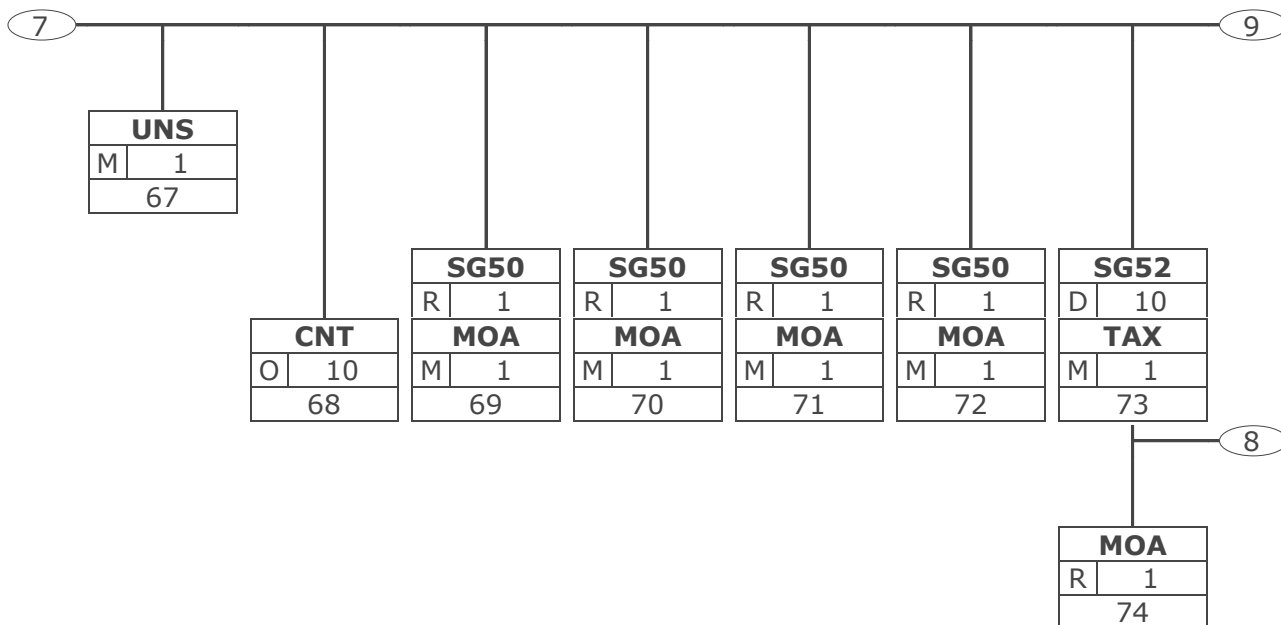 7 9
UNS
M 1
67
SG50 SG50 SG50 SG50 SG52
R 1 R 1 R 1 R 1 D 10
CNT MOA MOA MOA MOA TAX
O 10 M 1 M 1 M 1 M 1 M 1
68 69 70 71 72 73
8
MOA
R 1
74